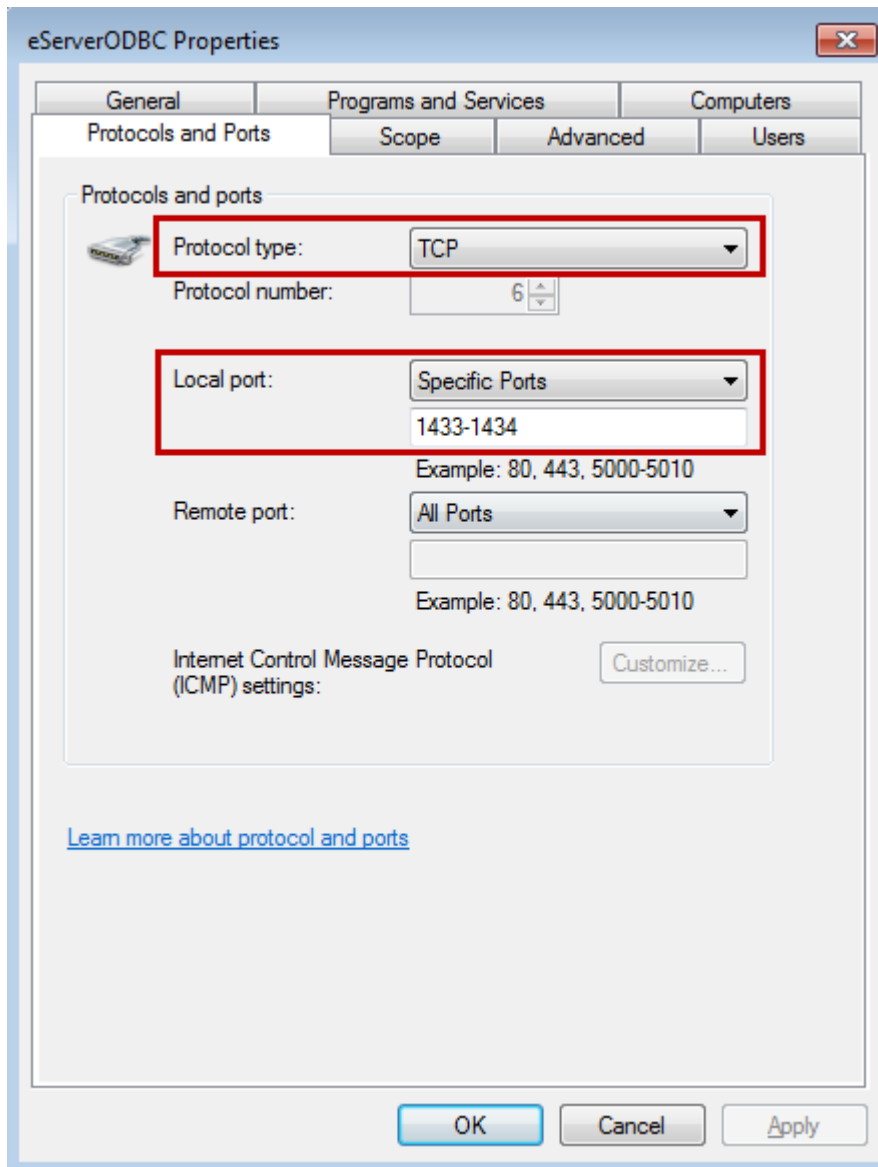 eServerODBC Properties
General Programs and Services Computers
Protocols and Ports Scope Advanced Users
Protocols and ports
Protocol type: TCP
Protocol number: 6
Local port: Specific Ports
1433-1434
Example: 80, 443, 5000-5010
Remote port: All Ports
Example: 80, 443, 5000-5010
Internet Control Message Protocol
(ICMP) settings: Customize...
Learn more about protocol and ports
OK Cancel Apply